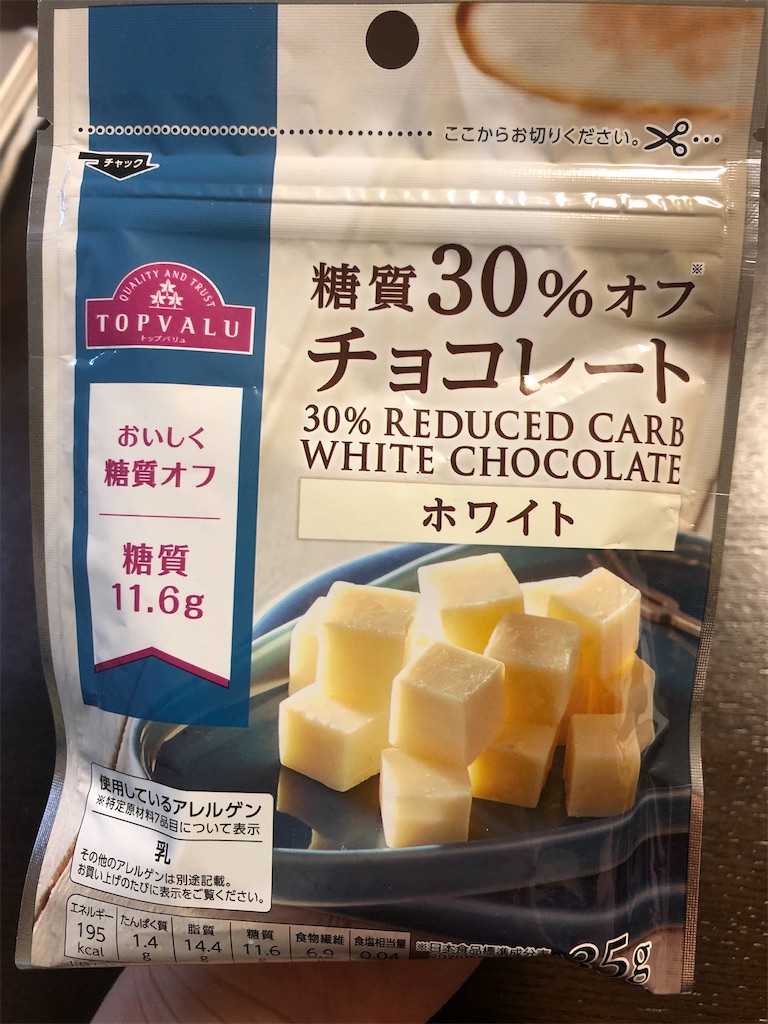 ここからお切りください。
チャック
QUALITY AND TRUST
TOPVALU
トップバリュ
糖質30%オフ※
チョコレート
30% REDUCED CARB
WHITE CHOCOLATE
ホワイト
おいしく
糖質オフ
糖質
11.6g
使用しているアレルゲン
※特定原材料7品目について表示
乳
その他のアレルゲンは別途記載。
お買い上げのたびに表示をご覧ください。
エネルギー 195 kcal
たんぱく質 1.4 g
脂質 14.4 g
糖質 11.6
食物繊維 6.9
食塩相当量 0.04
※日本食品標準成分
35g